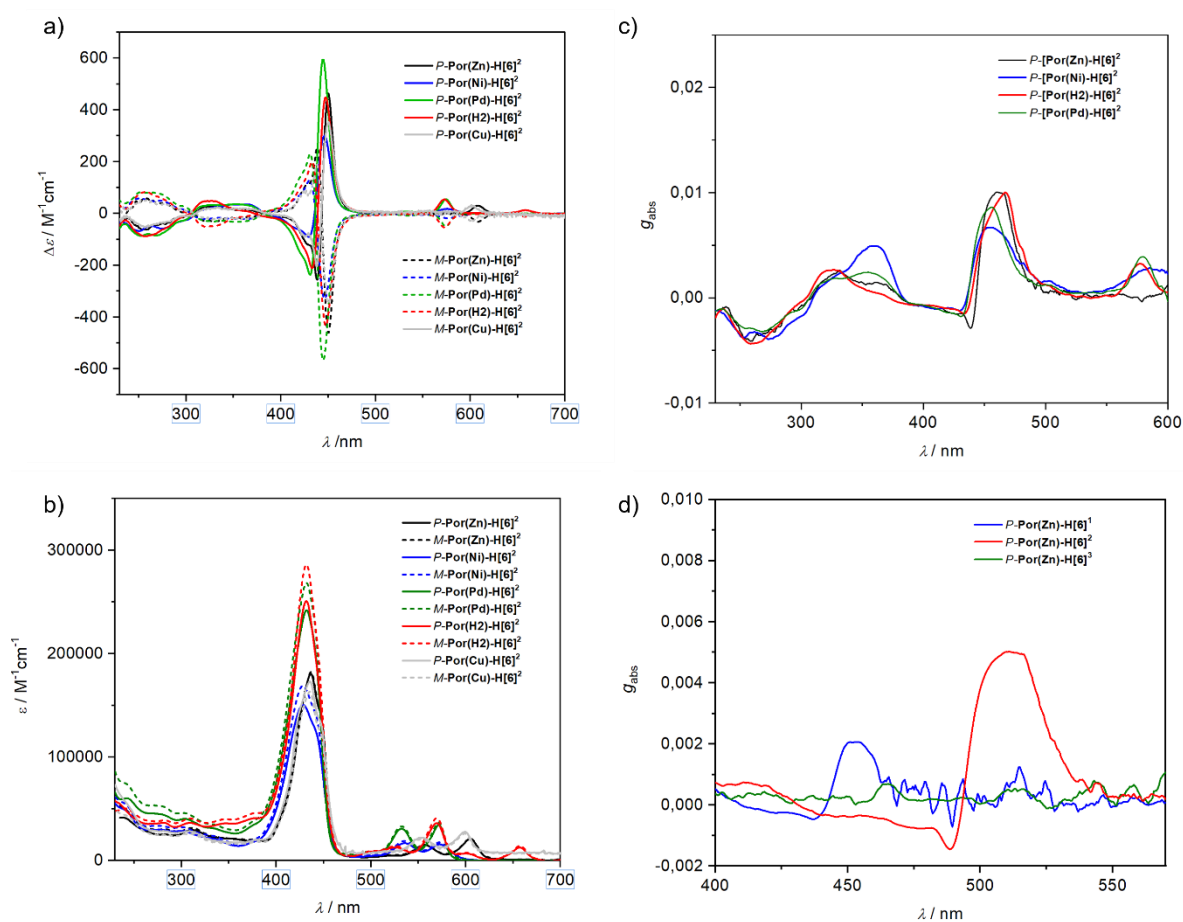 a)
600
400
200
0
-200
-400
-600
Δε / M⁻¹cm⁻¹
300
400
500
600
700
λ /nm
P-Por(Zn)-H[6]²
P-Por(Ni)-H[6]²
P-Por(Pd)-H[6]²
P-Por(H2)-H[6]²
P-Por(Cu)-H[6]²
M-Por(Zn)-H[6]²
M-Por(Ni)-H[6]²
M-Por(Pd)-H[6]²
M-Por(H2)-H[6]²
M-Por(Cu)-H[6]²
c)
0,02
0,01
0,00
-0,01
gabs
300
400
500
600
λ / nm
P-[Por(Zn)-H[6]²
P-[Por(Ni)-H[6]²
P-[Por(H2)-H[6]²
P-[Por(Pd)-H[6]²
b)
300000
200000
100000
0
ε / M⁻¹cm⁻¹
300
400
500
600
700
λ / nm
P-Por(Zn)-H[6]²
M-Por(Zn)-H[6]²
P-Por(Ni)-H[6]²
M-Por(Ni)-H[6]²
P-Por(Pd)-H[6]²
M-Por(Pd)-H[6]²
P-Por(H2)-H[6]²
M-Por(H2)-H[6]²
P-Por(Cu)-H[6]²
M-Por(Cu)-H[6]²
d)
0,010
0,008
0,006
0,004
0,002
0,000
-0,002
gabs
400
450
500
550
λ / nm
P-Por(Zn)-H[6]¹
P-Por(Zn)-H[6]²
P-Por(Zn)-H[6]³